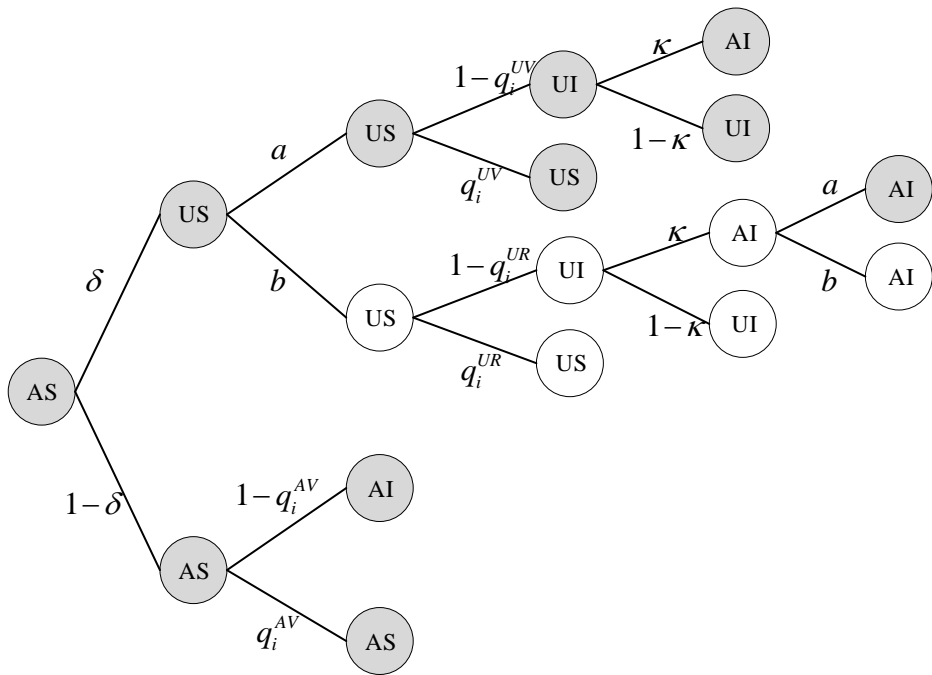 κ
AI
1 − q_i^{UV}
UI
a
US
1 − κ
UI
q_i^{UV}
US
US
a
AI
κ
AI
1 − q_i^{UR}
UI
b
AI
δ
b
US
1 − κ
UI
q_i^{UR}
US
AS
1 − q_i^{AV}
AI
1 − δ
AS
q_i^{AV}
AS